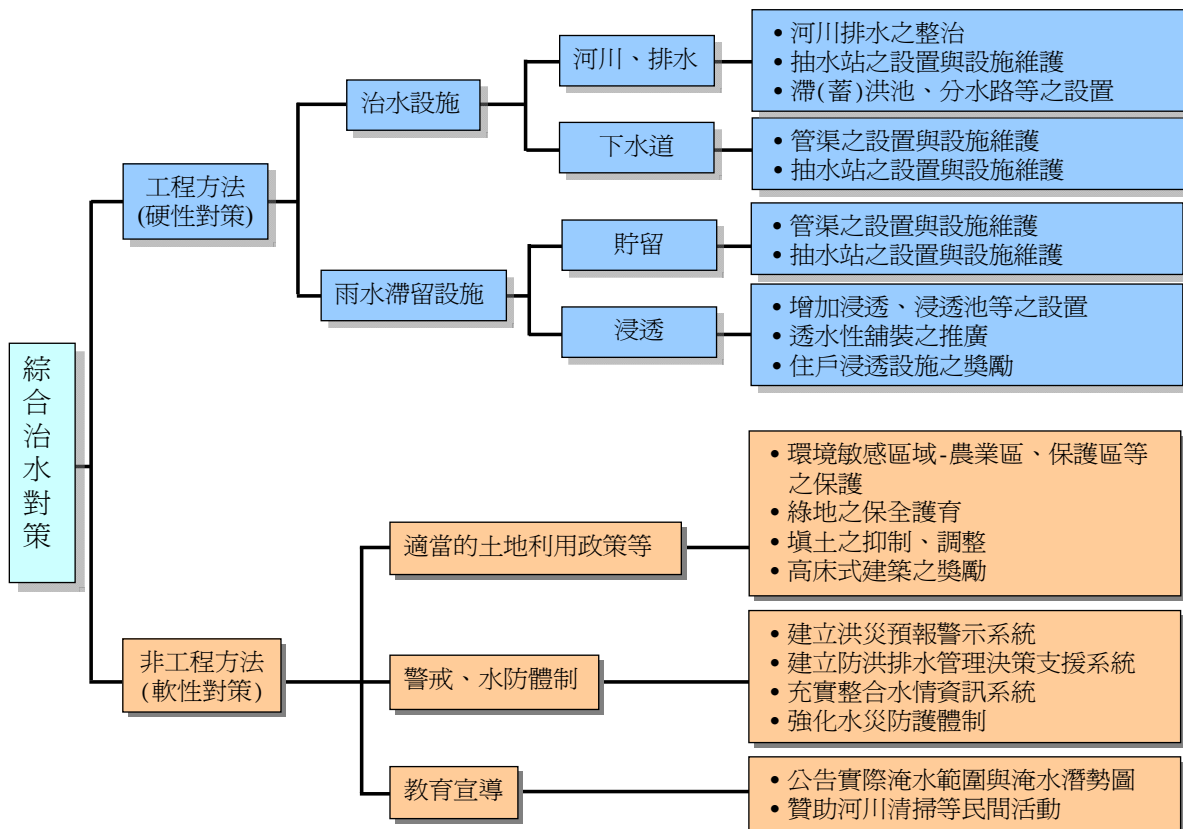 綜合治水對策
工程方法
(硬性對策)
治水設施
河川、排水
• 河川排水之整治
• 抽水站之設置與設施維護
• 滯(蓄)洪池、分水路等之設置
下水道
• 管渠之設置與設施維護
• 抽水站之設置與設施維護
雨水滯留設施
貯留
• 管渠之設置與設施維護
• 抽水站之設置與設施維護
浸透
• 增加浸透、浸透池等之設置
• 透水性舖裝之推廣
• 住戶浸透設施之獎勵
非工程方法
(軟性對策)
適當的土地利用政策等
• 環境敏感區域-農業區、保護區等
之保護
• 綠地之保全護育
• 填土之抑制、調整
• 高床式建築之獎勵
警戒、水防體制
• 建立洪災預報警示系統
• 建立防洪排水管理決策支援系統
• 充實整合水情資訊系統
• 強化水災防護體制
教育宣導
• 公告實際淹水範圍與淹水潛勢圖
• 贊助河川清掃等民間活動